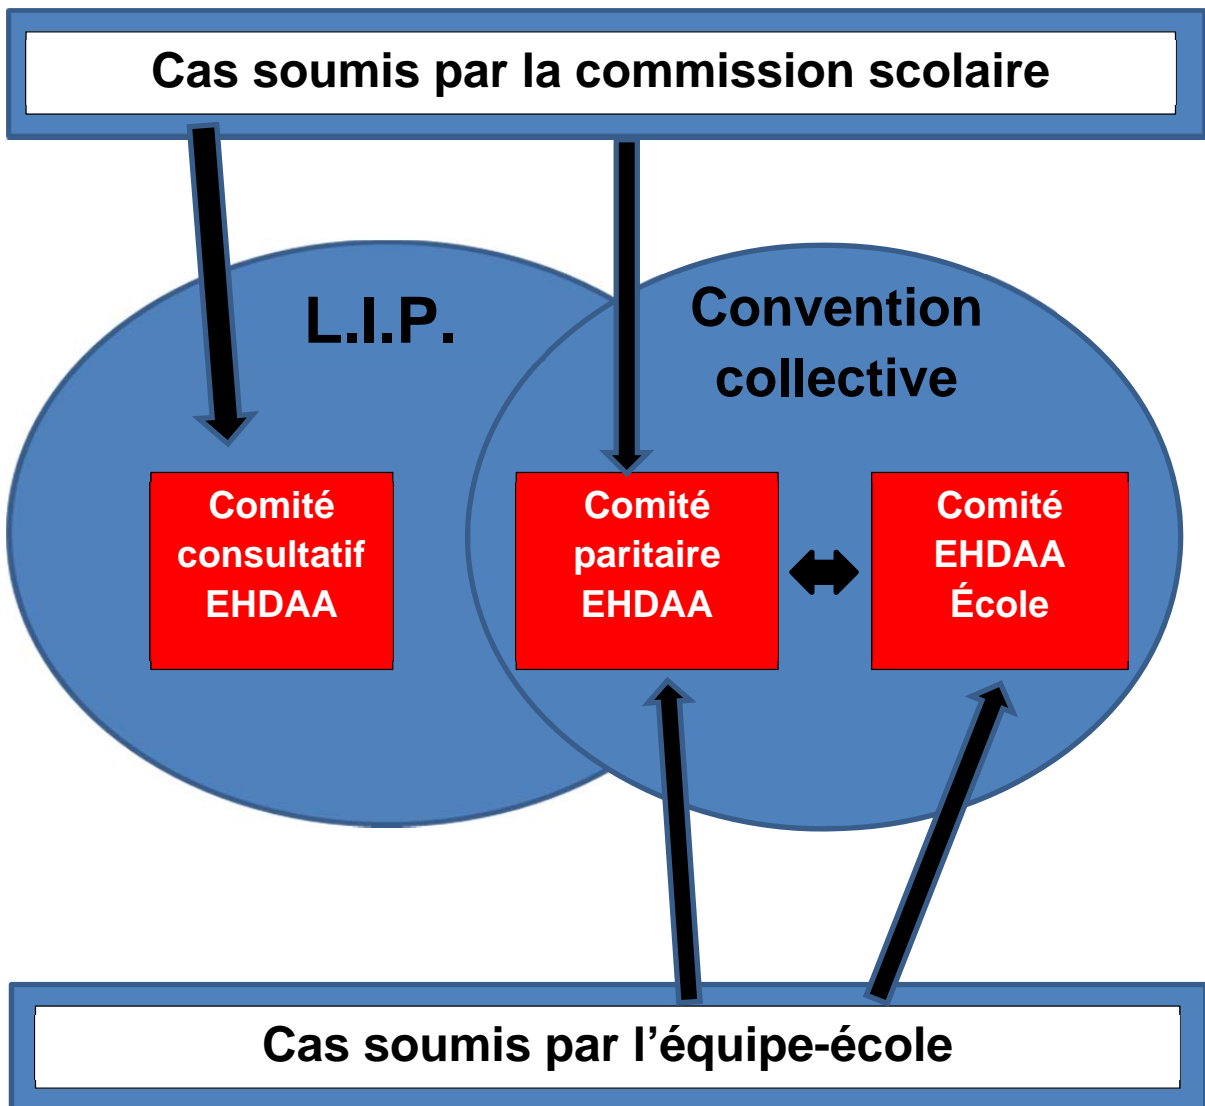 Cas soumis par la commission scolaire
L.I.P.
Convention
collective
Comité
consultatif
EHDAA
Comité
paritaire
EHDAA
Comité
EHDAA
École
Cas soumis par l’équipe-école